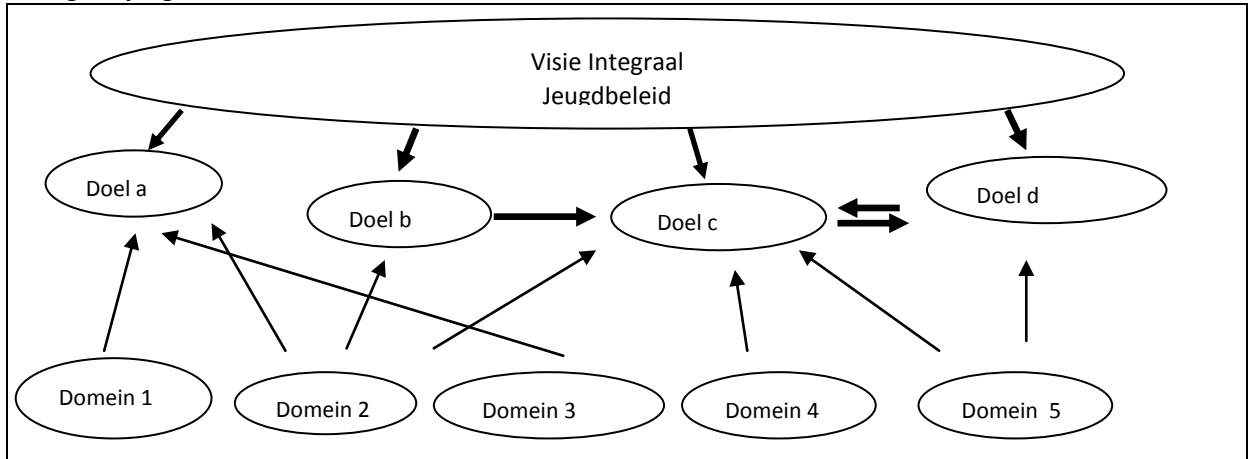 Visie Integraal
Jeugdbeleid
Doel a
Doel b
Doel c
Doel d
Domein 1
Domein 2
Domein 3
Domein 4
Domein 5